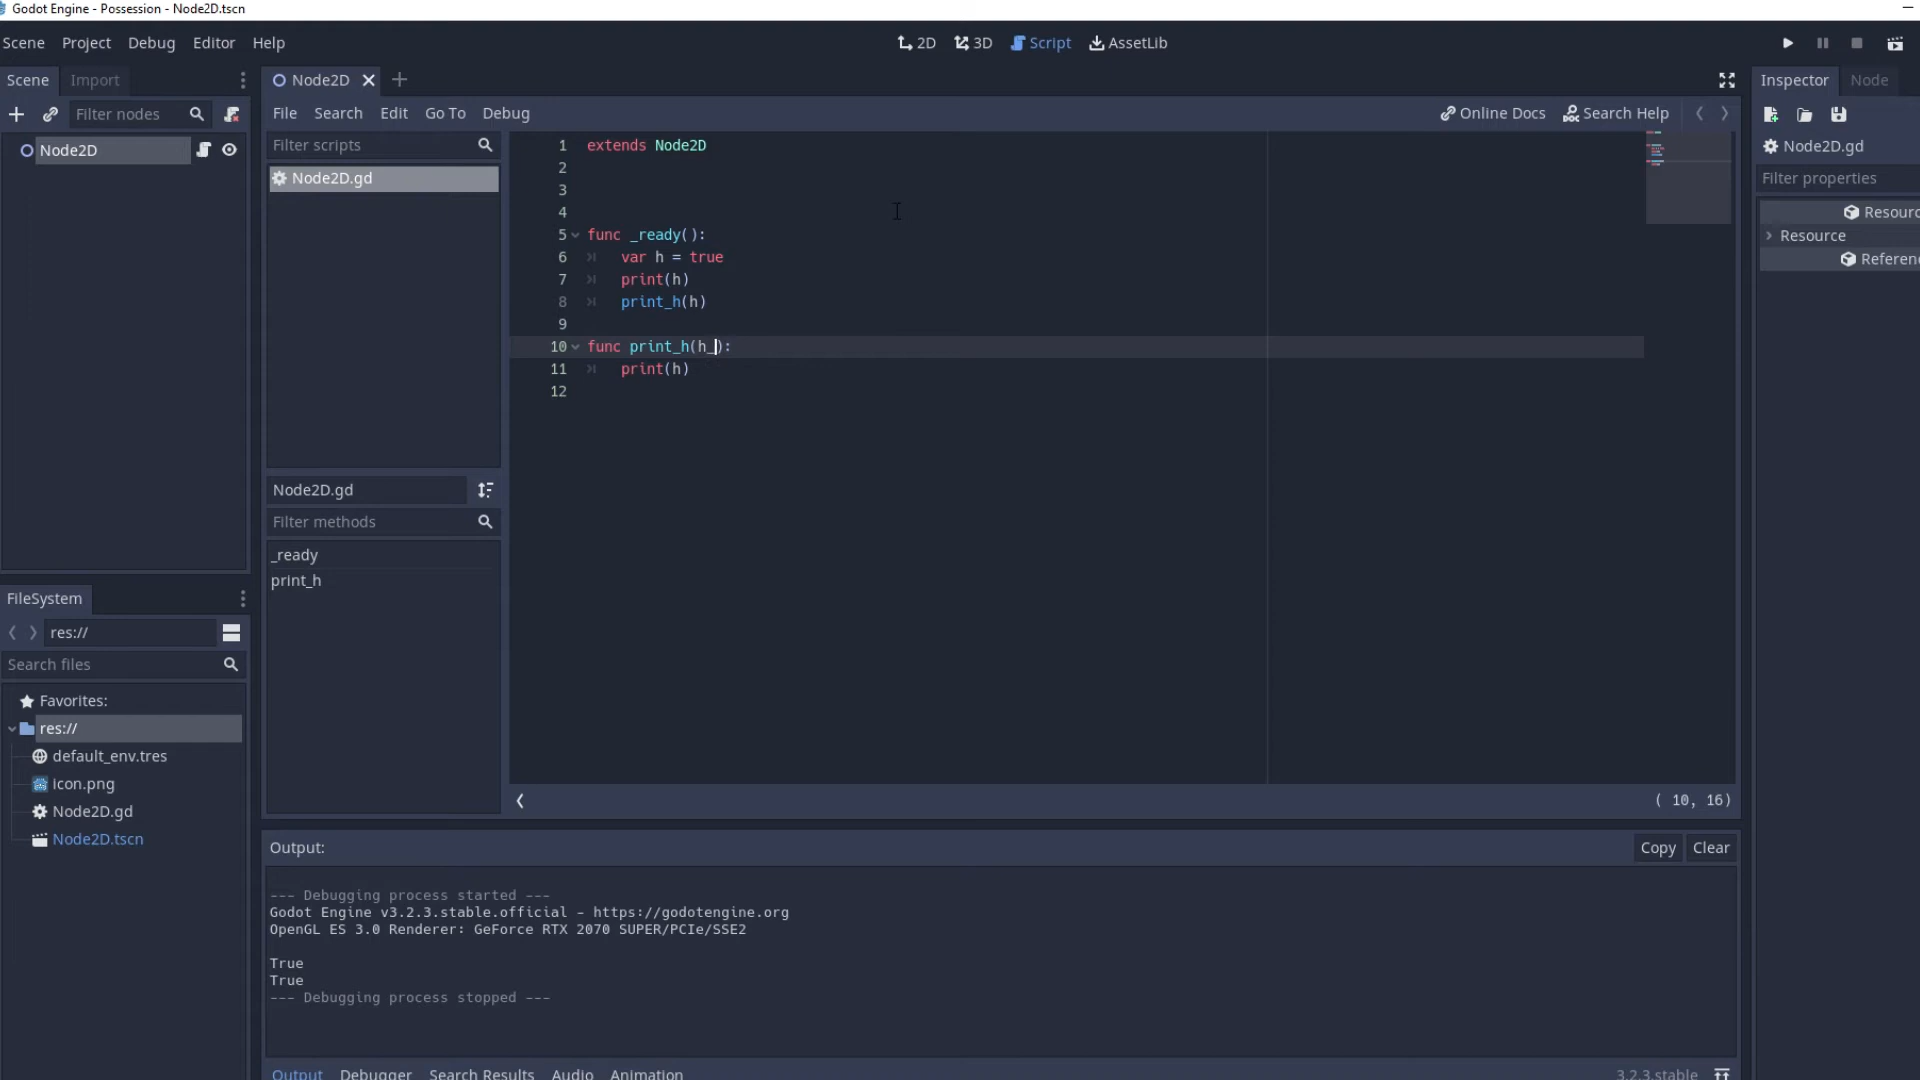 Godot Engine - Possession - Node2D.tscn
Scene Project Debug Editor Help
2D 3D Script AssetLib
Scene Import
Filter nodes
Node2D
Node2D
File Search Edit Go To Debug
Online Docs Search Help
Filter scripts
Node2D.gd
1 extends Node2D
2
3
4
5 func _ready():
6 var h = true
7 print(h)
8 print_h(h)
9
10 func print_h(h_):
11 print(h)
12
Node2D.gd
Filter methods
_ready
print_h
( 10, 16)
Inspector Node
Node2D.gd
Filter properties
Resourc
Resource
Referen
FileSystem
res://
Search files
Favorites:
res://
default_env.tres
icon.png
Node2D.gd
Node2D.tscn
Output:
Copy Clear
--- Debugging process started ---
Godot Engine v3.2.3.stable.official - https://godotengine.org
OpenGL ES 3.0 Renderer: GeForce RTX 2070 SUPER/PCIe/SSE2
True
True
--- Debugging process stopped ---
Output Debugger Search Results Audio Animation
3.2.3.stable